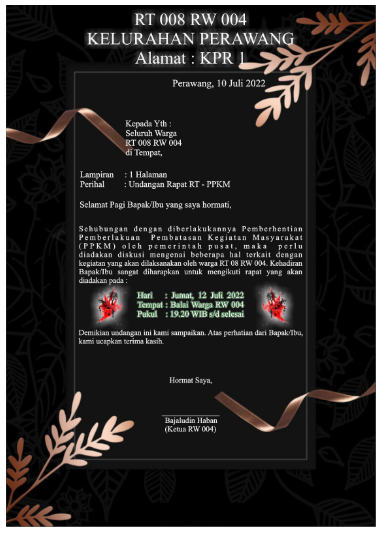 RT 008 RW 004
KELURAHAN PERAWANG
Alamat : KPR 1
Perawang, 10 Juli 2022
Kepada Yth :
Seluruh Warga
RT 008 RW 004
di Tempat,
Lampiran : 1 Halaman
Perihal : Undangan Rapat RT - PPKM
Selamat Pagi Bapak/Ibu yang saya hormati,
Sehubungan dengan diberlakukannya Pemberhentian
Pemberlakuan Pembatasan Kegiatan Masyarakat
(PPKM) oleh pemerintah pusat, maka perlu
diadakan diskusi mengenai beberapa hal terkait dengan
kegiatan yang akan dilaksanakan oleh warga RT 08 RW 004. Kehadiran
Bapak/Ibu sangat diharapkan untuk mengikuti rapat yang akan
diadakan pada :
Hari : Jumat, 12 Juli 2022
Tempat : Balai Warga RW 004
Pukul : 19.20 WIB s/d selesai
Demikian undangan ini kami sampaikan. Atas perhatian dari Bapak/Ibu,
kami ucapkan terima kasih.
Hormat Saya,
Bajaludin Haban
(Ketua RW 004)